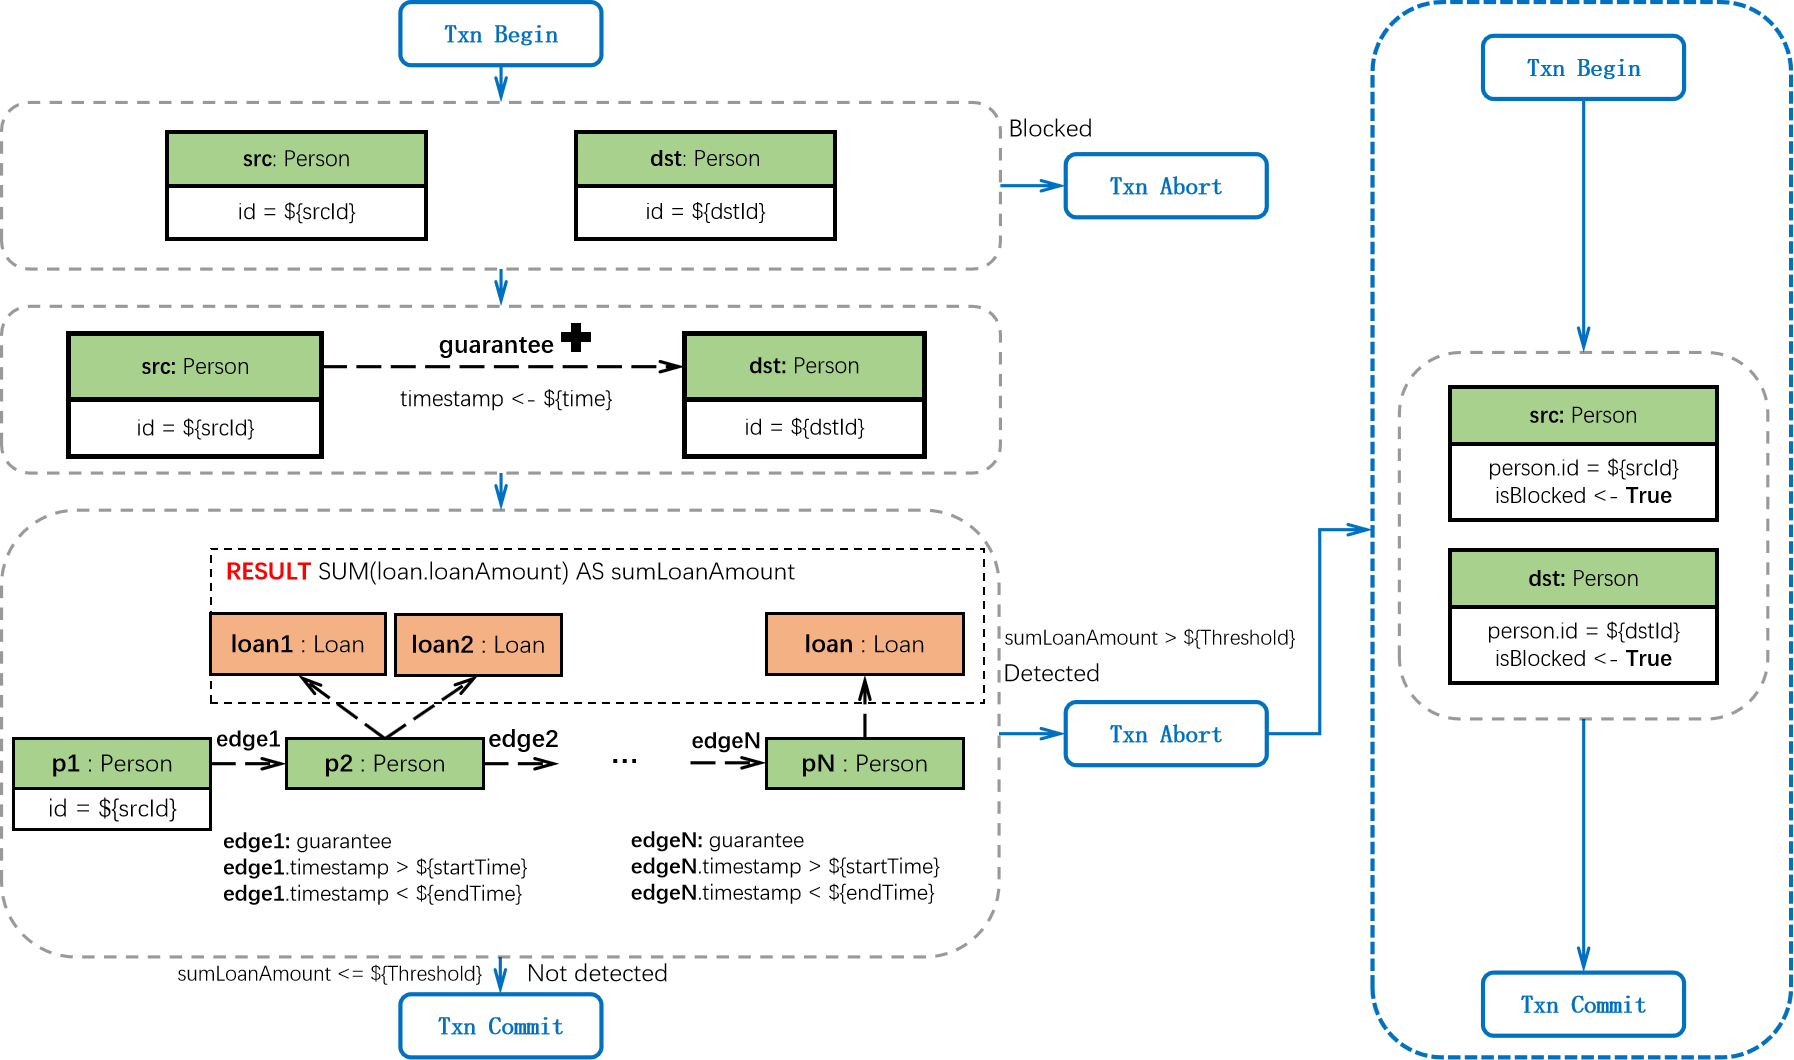 Txn Begin
src: Person
id = ${srcId}
dst: Person
id = ${dstId}
Blocked
Txn Abort
src: Person
id = ${srcId}
guarantee
timestamp <- ${time}
dst: Person
id = ${dstId}
RESULT SUM(loan.loanAmount) AS sumLoanAmount
loan1 : Loan
loan2 : Loan
loan : Loan
p1 : Person
id = ${srcId}
edge1
p2 : Person
edge2
...
edgeN
pN : Person
edge1: guarantee
edge1.timestamp > ${startTime}
edge1.timestamp < ${endTime}
edgeN: guarantee
edgeN.timestamp > ${startTime}
edgeN.timestamp < ${endTime}
sumLoanAmount > ${Threshold}
Detected
Txn Abort
sumLoanAmount <= ${Threshold}
Not detected
Txn Commit
Txn Begin
src: Person
person.id = ${srcId}
isBlocked <- True
dst: Person
person.id = ${dstId}
isBlocked <- True
Txn Commit